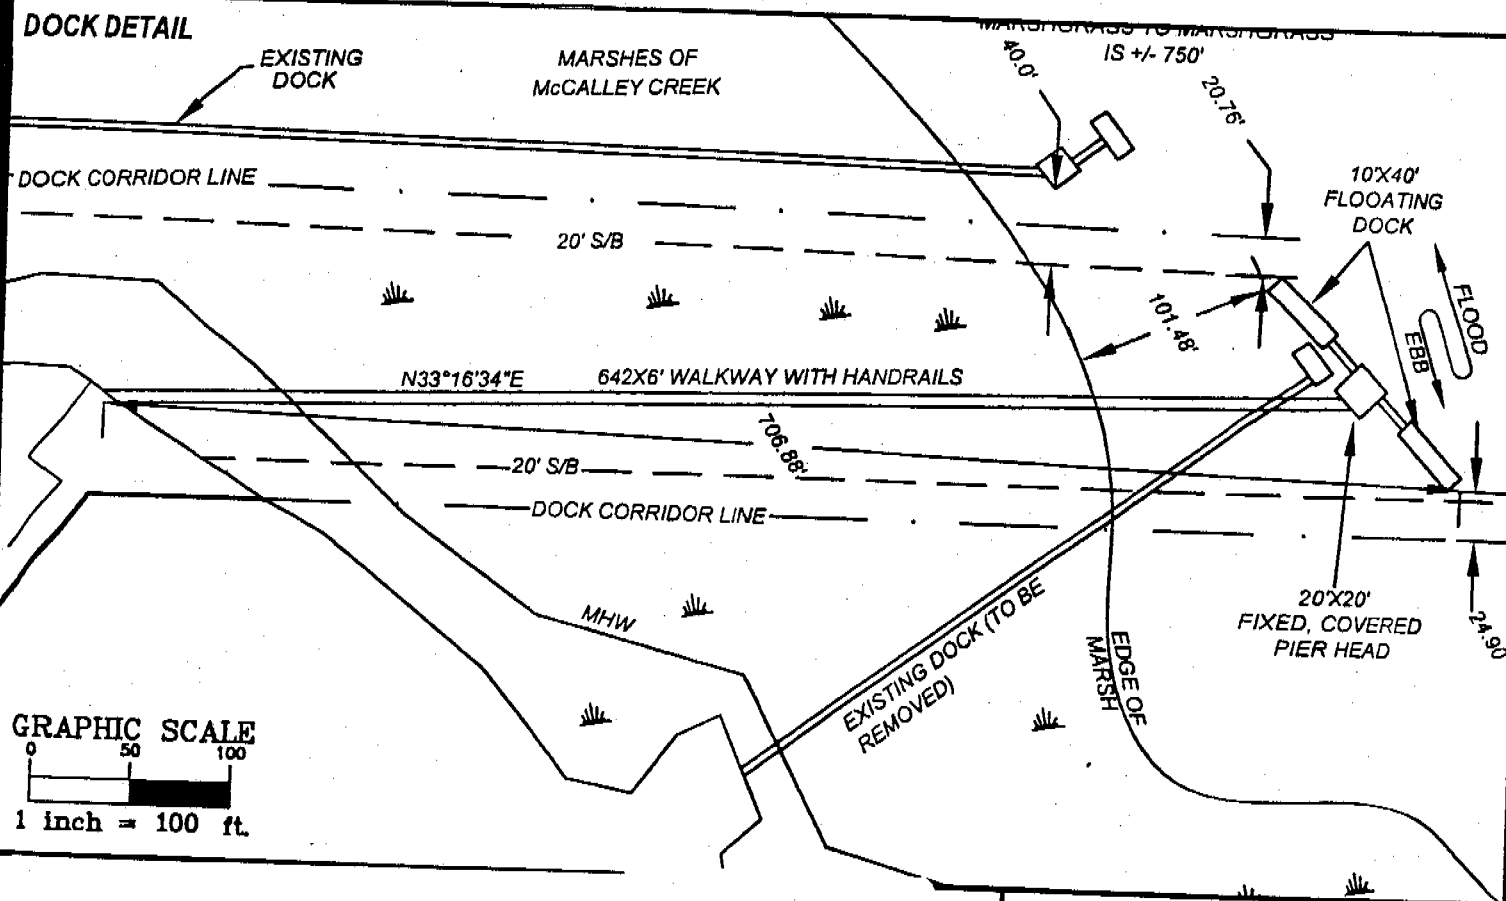 DOCK DETAIL
EXISTING
DOCK
MARSHES OF
McCALLEY CREEK
MARSHGRASS TO MARSHGRASS
IS +/- 750'
40.0'
20.76'
DOCK CORRIDOR LINE
20' S/B
10'X40'
FLOOATING
DOCK
FLOOD
EBB
101.48'
N33°16'34"E
642X6' WALKWAY WITH HANDRAILS
706.88'
20' S/B
DOCK CORRIDOR LINE
20'X20'
FIXED, COVERED
PIER HEAD
24.90
MHW
EXISTING DOCK (TO BE
REMOVED)
EDGE OF
MARSH
GRAPHIC SCALE
0 50 100
1 inch = 100 ft.